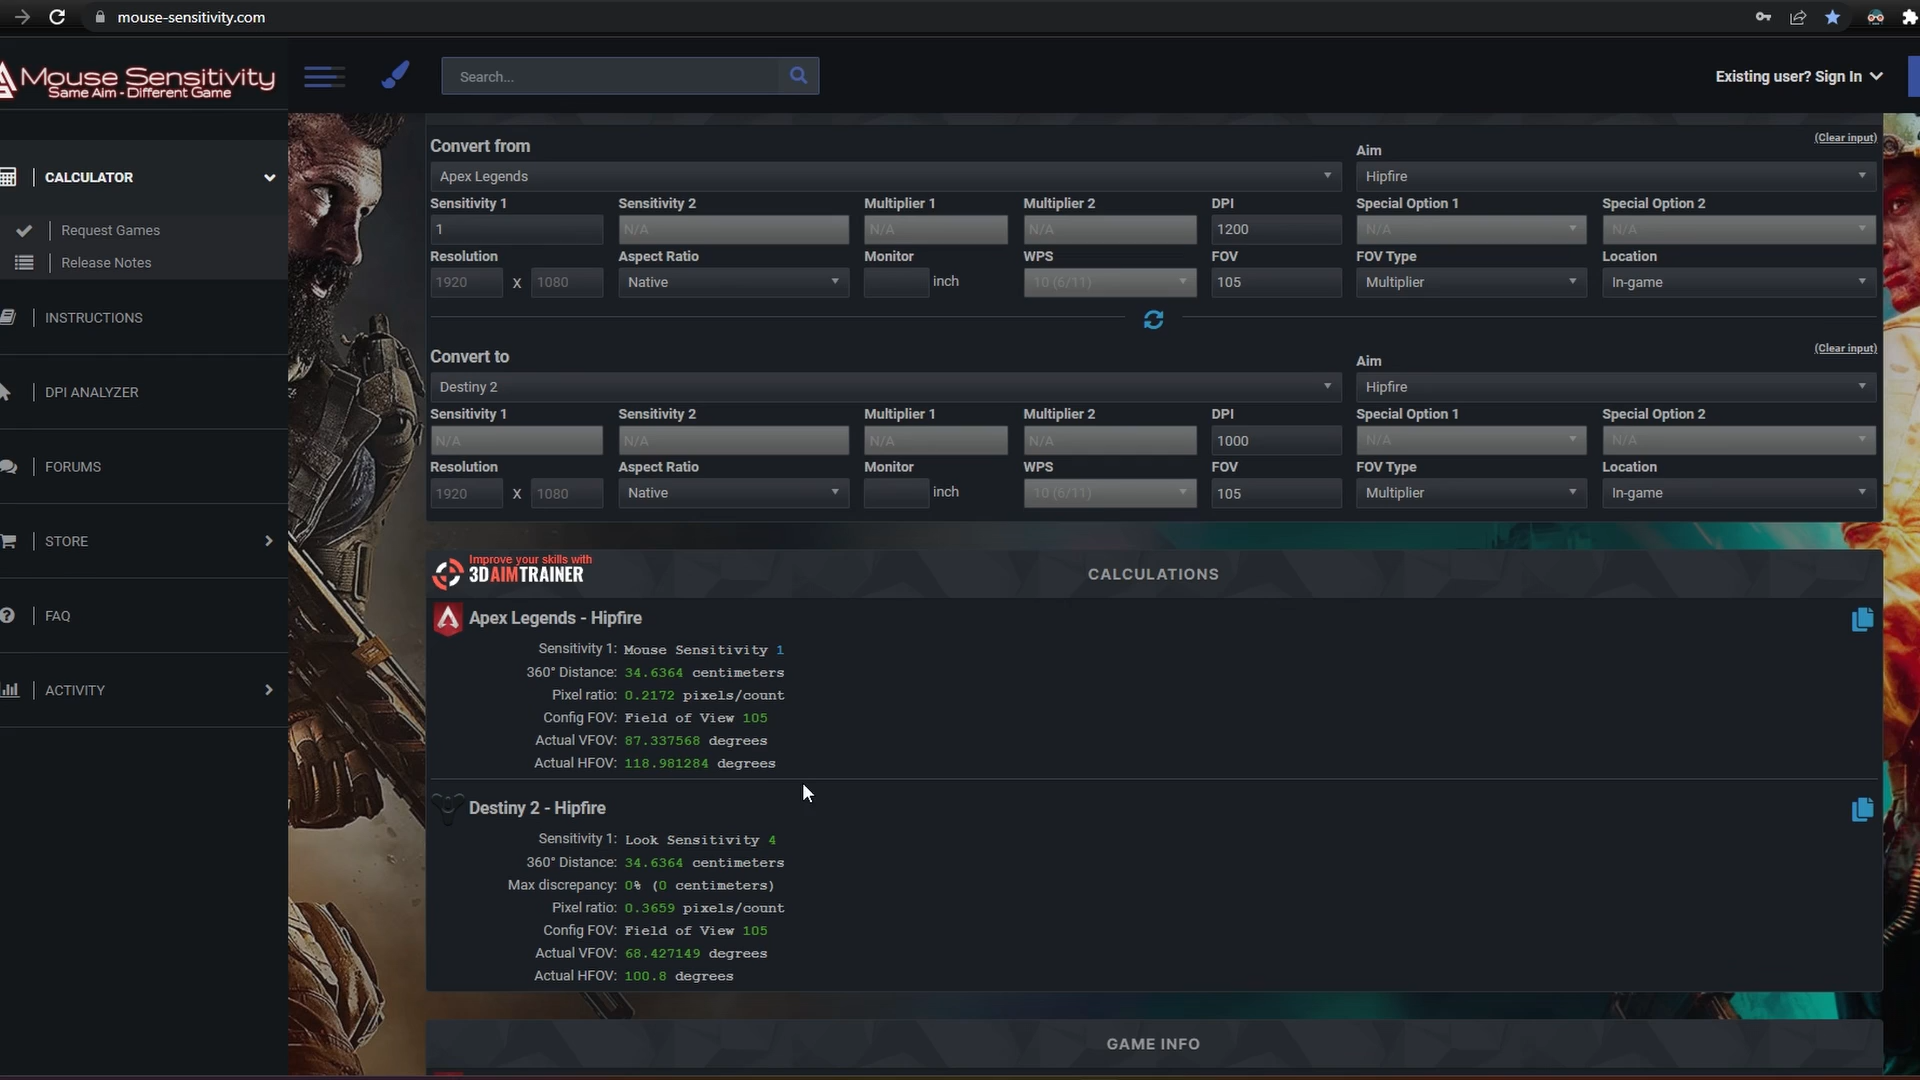 mouse-sensitivity.com
Mouse Sensitivity
Same Aim - Different Game
Search...
Existing user? Sign In
CALCULATOR
Request Games
Release Notes
INSTRUCTIONS
DPI ANALYZER
FORUMS
STORE
FAQ
ACTIVITY
(Clear input)
Convert from
Aim
Apex Legends
Hipfire
Sensitivity 1
Sensitivity 2
Multiplier 1
Multiplier 2
DPI
Special Option 1
Special Option 2
1
N/A
N/A
N/A
1200
N/A
N/A
Resolution
Aspect Ratio
Monitor
WPS
FOV
FOV Type
Location
1920 X 1080
Native
inch
10 (6/11)
105
Multiplier
In-game
(Clear input)
Convert to
Aim
Destiny 2
Hipfire
Sensitivity 1
Sensitivity 2
Multiplier 1
Multiplier 2
DPI
Special Option 1
Special Option 2
N/A
N/A
N/A
N/A
1000
N/A
N/A
Resolution
Aspect Ratio
Monitor
WPS
FOV
FOV Type
Location
1920 X 1080
Native
inch
10 (6/11)
105
Multiplier
In-game
Improve your skills with
3DAIMTRAINER
CALCULATIONS
Apex Legends - Hipfire
Sensitivity 1: Mouse Sensitivity 1
360° Distance: 34.6364 centimeters
Pixel ratio: 0.2172 pixels/count
Config FOV: Field of View 105
Actual VFOV: 87.337568 degrees
Actual HFOV: 118.981284 degrees
Destiny 2 - Hipfire
Sensitivity 1: Look Sensitivity 4
360° Distance: 34.6364 centimeters
Max discrepancy: 0% (0 centimeters)
Pixel ratio: 0.3659 pixels/count
Config FOV: Field of View 105
Actual VFOV: 68.427149 degrees
Actual HFOV: 100.8 degrees
GAME INFO